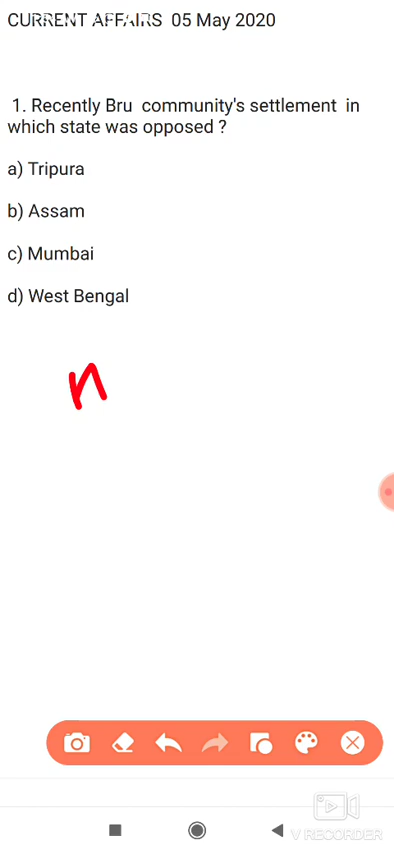 CURRENT AFFAIRS 05 May 2020
1. Recently Bru community's settlement in
which state was opposed ?
a) Tripura
b) Assam
c) Mumbai
d) West Bengal
n
V RECORDER